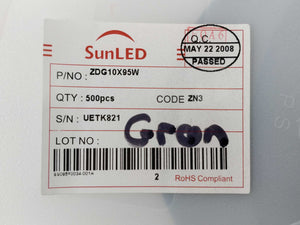 SunLED
Q.C
MAY 22 2008
PASSED
P/NO : ZDG10X95W
QTY : 500pcs CODE ZN3
S/N : UETK821
LOT NO :
Gron
2 RoHS Compliant